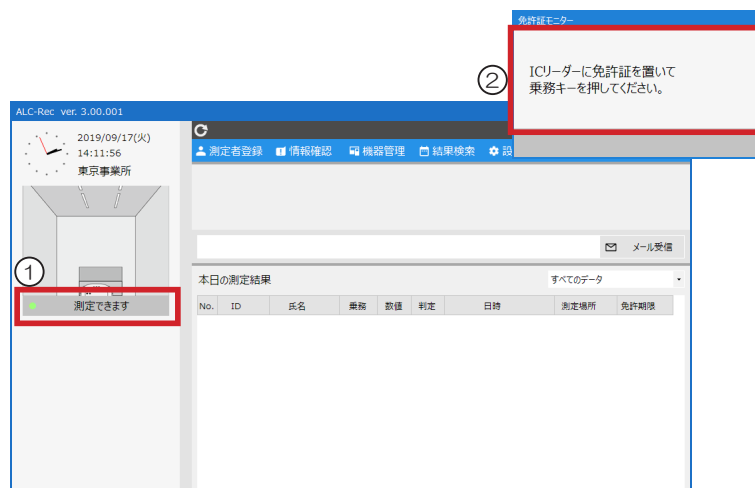 免許証モニター
②
ICリーダーに免許証を置いて
乗務キーを押してください。
ALC-Rec ver. 3.00.001
2019/09/17(火)
14:11:56
東京事業所
測定者登録 情報確認 機器管理 結果検索 設
メール受信
①
測定できます
本日の測定結果 すべてのデータ
No. ID 氏名 乗務 数値 判定 日時 測定場所 免許期限